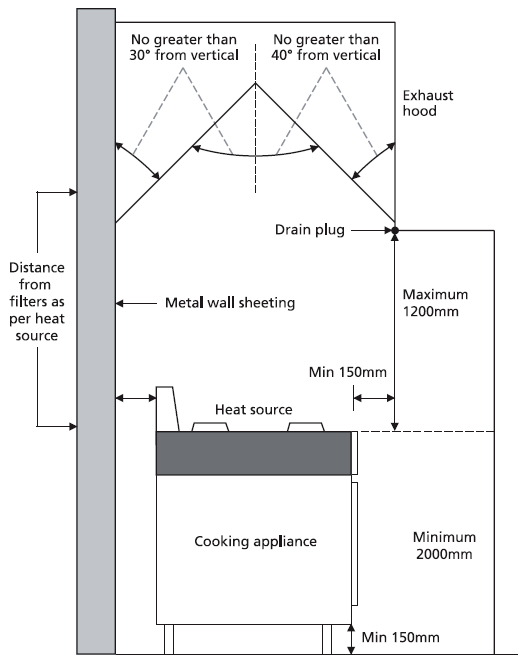 No greater than
30° from vertical
No greater than
40° from vertical
Exhaust
hood
Drain plug
Distance
from
filters as
per heat
source
Metal wall sheeting
Maximum
1200mm
Min 150mm
Heat source
Cooking appliance
Minimum
2000mm
Min 150mm